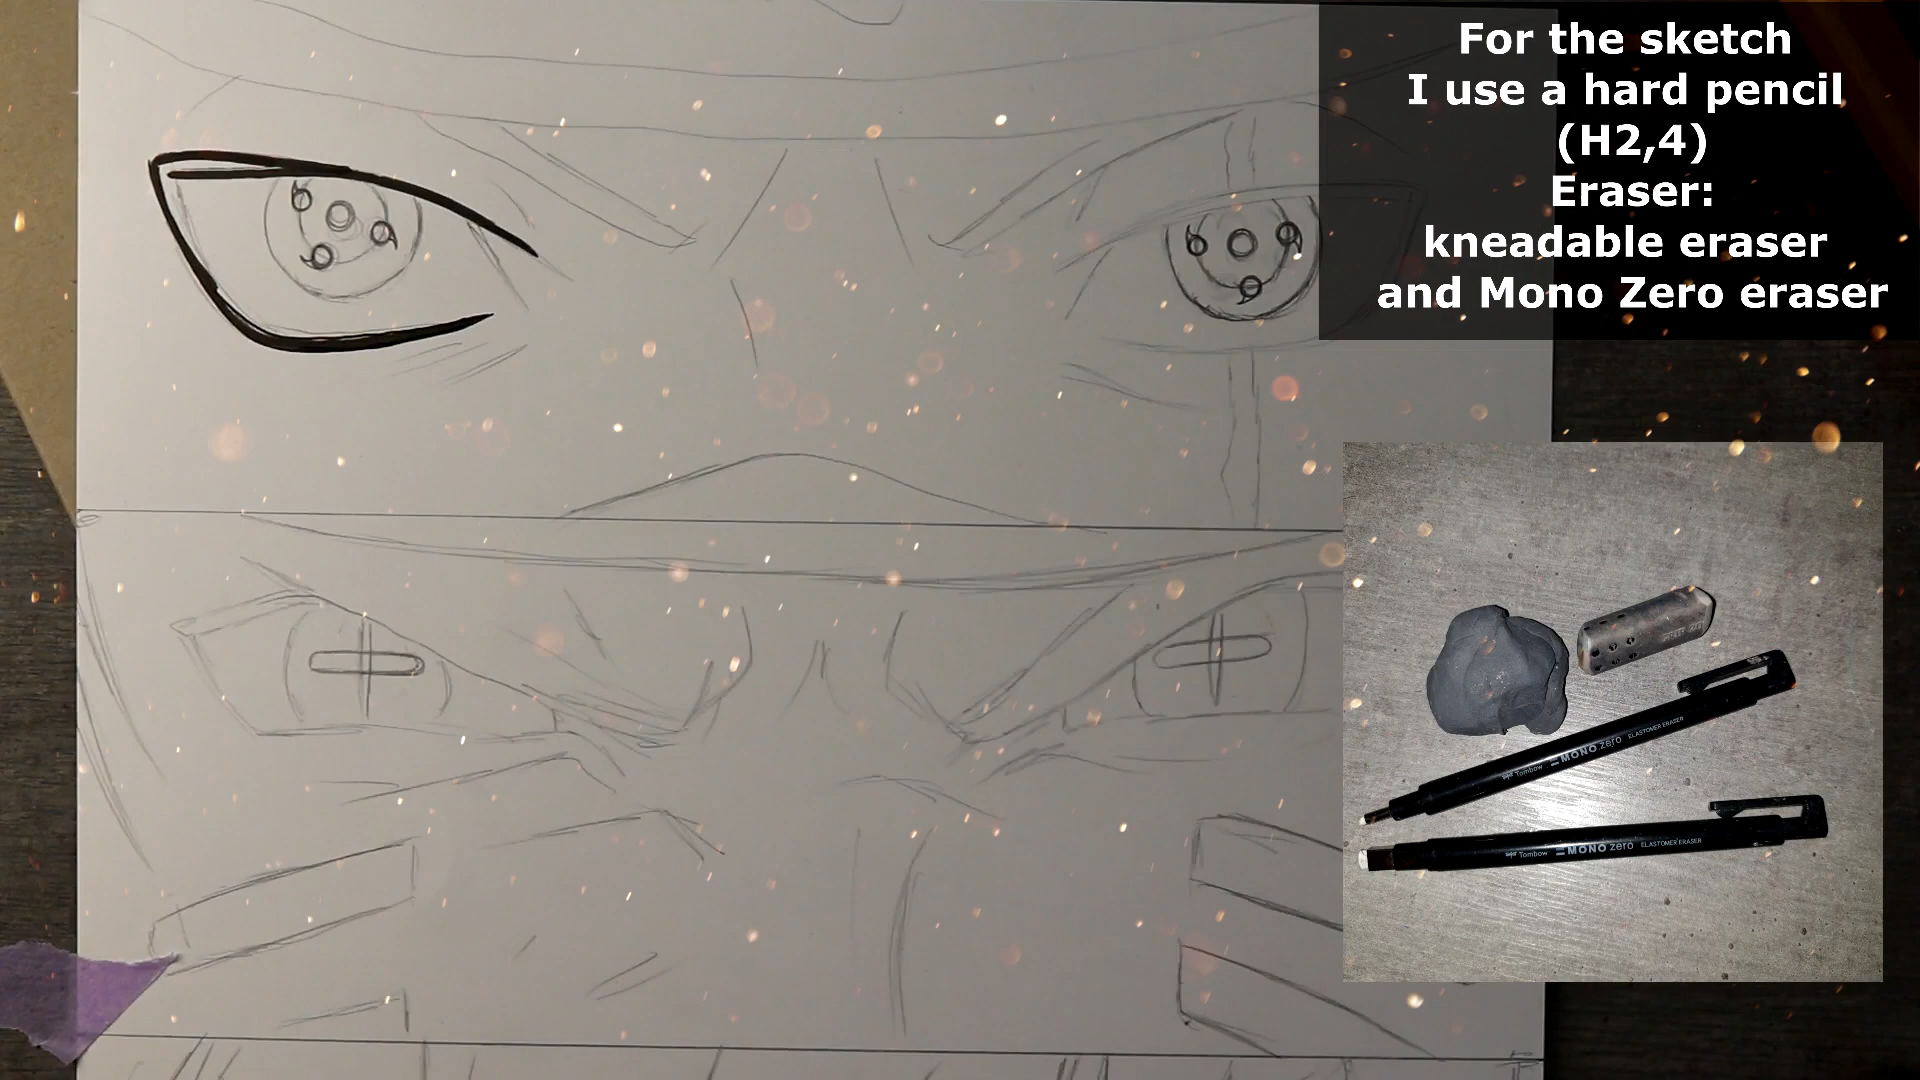 For the sketch
I use a hard pencil
(H2,4)
Eraser:
kneadable eraser
and Mono Zero eraser
Tombow MONO zero ELASTOMER ERASER
Tombow MONO zero ELASTOMER ERASER